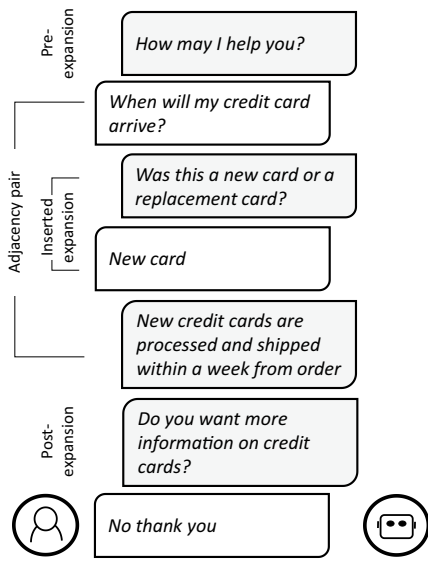 Pre-
expansion
How may I help you?
When will my credit card
arrive?
Adjacency pair
Inserted
expansion
Was this a new card or a
replacement card?
New card
New credit cards are
processed and shipped
within a week from order
Post-
expansion
Do you want more
information on credit
cards?
No thank you